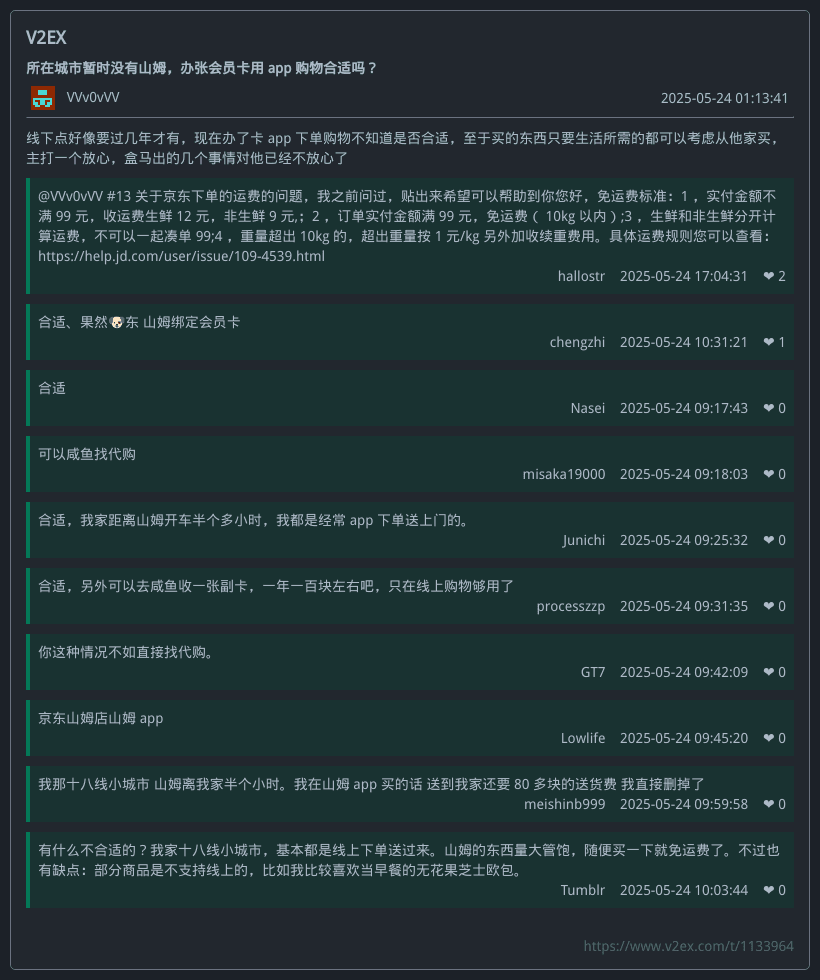 V2EX
所在城市暂时没有山姆，办张会员卡用 app 购物合适吗？
VVv0vVV
2025-05-24 01:13:41
线下点好像要过几年才有，现在办了卡 app 下单购物不知道是否合适，至于买的东西只要生活所需的都可以考虑从他家买，
主打一个放心，盒马出的几个事情对他已经不放心了
@VVv0vVV #13 关于京东下单的运费的问题，我之前问过，贴出来希望可以帮助到你您好，免运费标准：1 ，实付金额不
满 99 元，收运费生鲜 12 元，非生鲜 9 元,；2 ，订单实付金额满 99 元，免运费（ 10kg 以内）;3 ，生鲜和非生鲜分开计
算运费，不可以一起凑单 99;4 ，重量超出 10kg 的，超出重量按 1 元/kg 另外加收续重费用。具体运费规则您可以查看：
https://help.jd.com/user/issue/109-4539.html
hallostr 2025-05-24 17:04:31 ❤ 2
合适、果然🐶东 山姆绑定会员卡
chengzhi 2025-05-24 10:31:21 ❤ 1
合适
Nasei 2025-05-24 09:17:43 ❤ 0
可以咸鱼找代购
misaka19000 2025-05-24 09:18:03 ❤ 0
合适，我家距离山姆开车半个多小时，我都是经常 app 下单送上门的。
Junichi 2025-05-24 09:25:32 ❤ 0
合适，另外可以去咸鱼收一张副卡，一年一百块左右吧，只在线上购物够用了
processzzp 2025-05-24 09:31:35 ❤ 0
你这种情况不如直接找代购。
GT7 2025-05-24 09:42:09 ❤ 0
京东山姆店山姆 app
Lowlife 2025-05-24 09:45:20 ❤ 0
我那十八线小城市 山姆离我家半个小时。我在山姆 app 买的话 送到我家还要 80 多块的送货费 我直接删掉了
meishinb999 2025-05-24 09:59:58 ❤ 0
有什么不合适的？我家十八线小城市，基本都是线上下单送过来。山姆的东西量大管饱，随便买一下就免运费了。不过也
有缺点：部分商品是不支持线上的，比如我比较喜欢当早餐的无花果芝士欧包。
Tumblr 2025-05-24 10:03:44 ❤ 0
https://www.v2ex.com/t/1133964